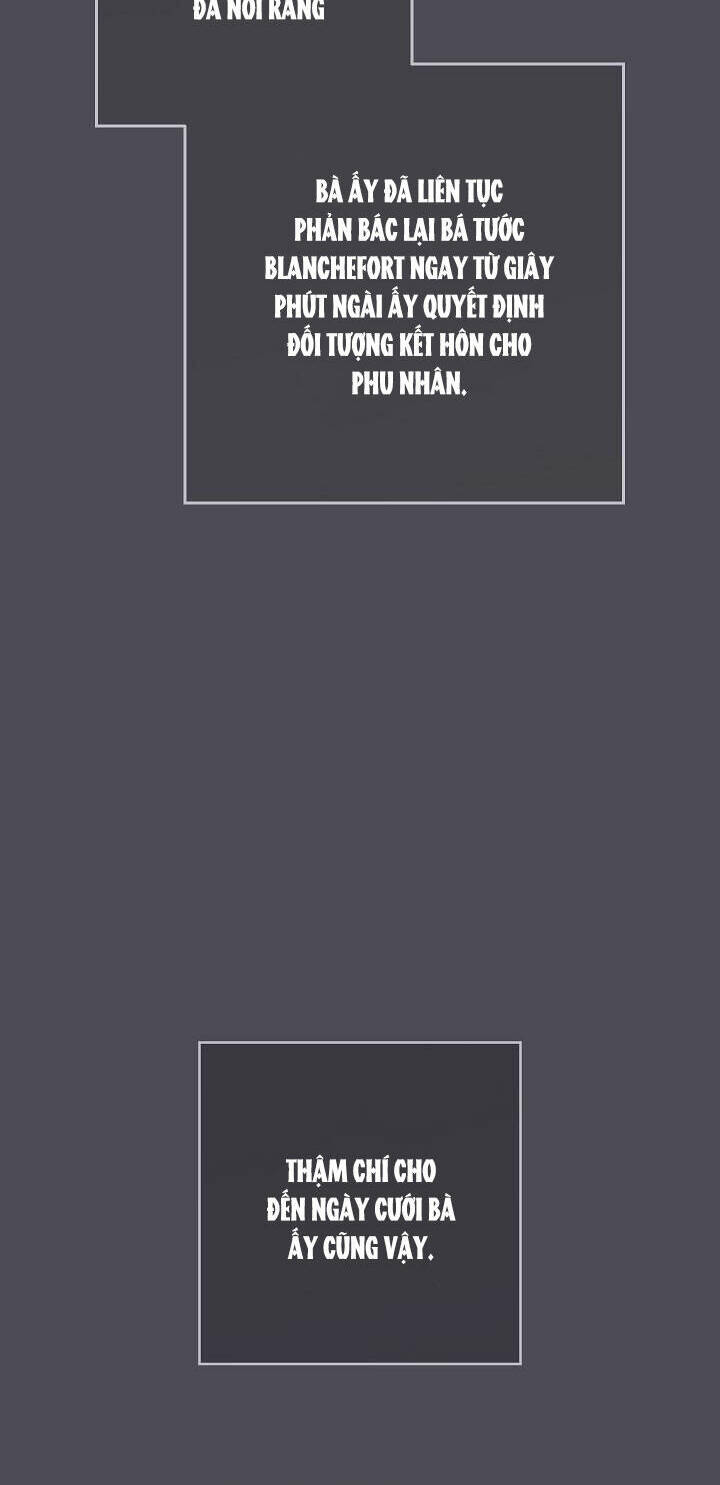 ĐÃ NÓI RẰNG
BÀ ẤY ĐÃ LIÊN TỤC
PHẢN BÁC LẠI BÁ TƯỚC
BLANCHEFORT NGAY TỪ GIÂY
PHÚT NGÀI ẤY QUYẾT ĐỊNH
ĐỐI TƯỢNG KẾT HÔN CHO
PHU NHÂN.
THẬM CHÍ CHO
ĐẾN NGÀY CƯỚI BÀ
ẤY CŨNG VẬY.